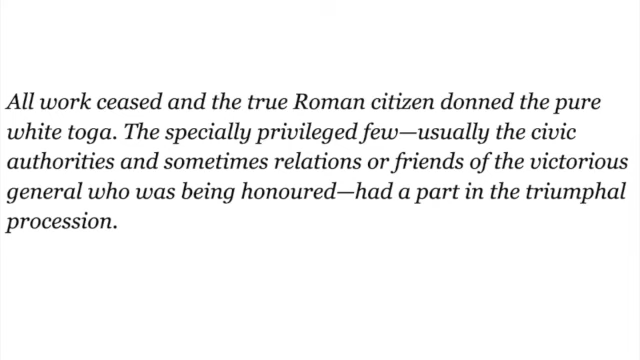 All work ceased and the true Roman citizen donned the pure
white toga. The specially privileged few—usually the civic
authorities and sometimes relations or friends of the victorious
general who was being honoured—had a part in the triumphal
procession.